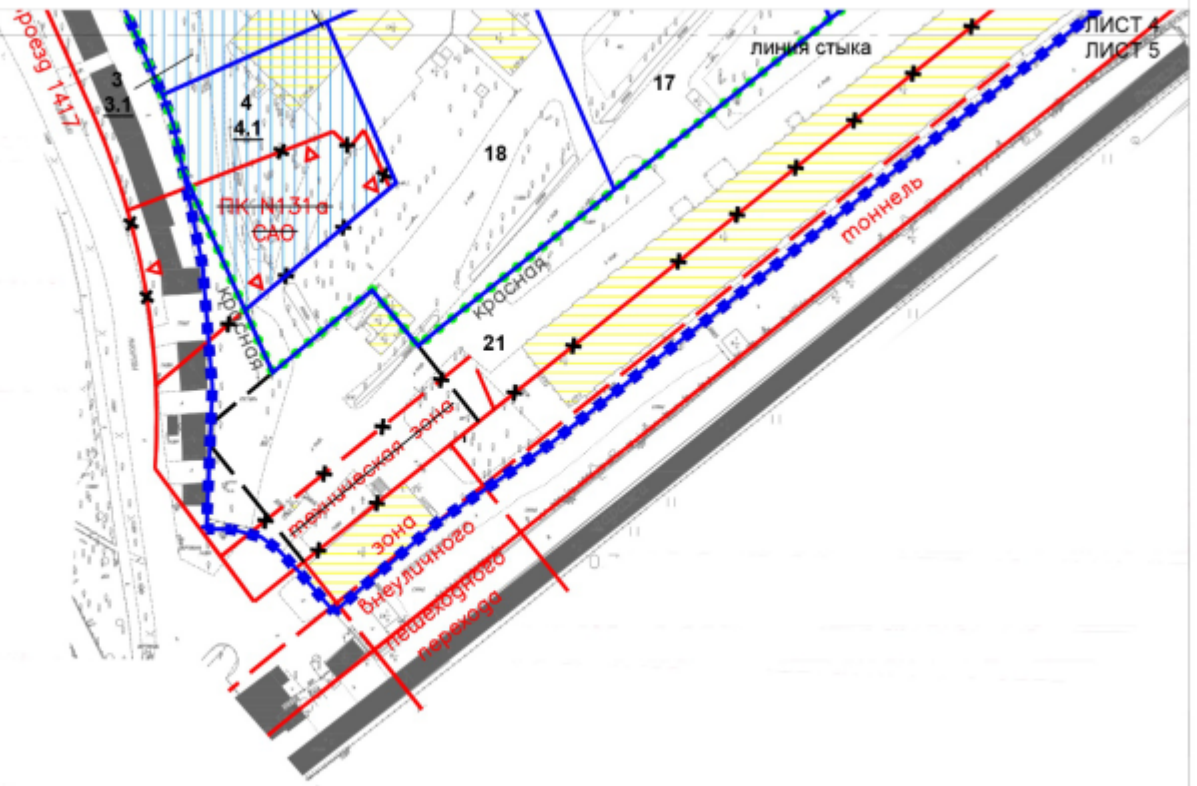 ЛИСТ 4
ЛИСТ 5
линия стыка
проезд 1417
3
3.1
4
4.1
17
18
ПК N131а
САО
тоннель
красная
красная
21
техническая зона
зона
внеуличного
пешеходного
перехода